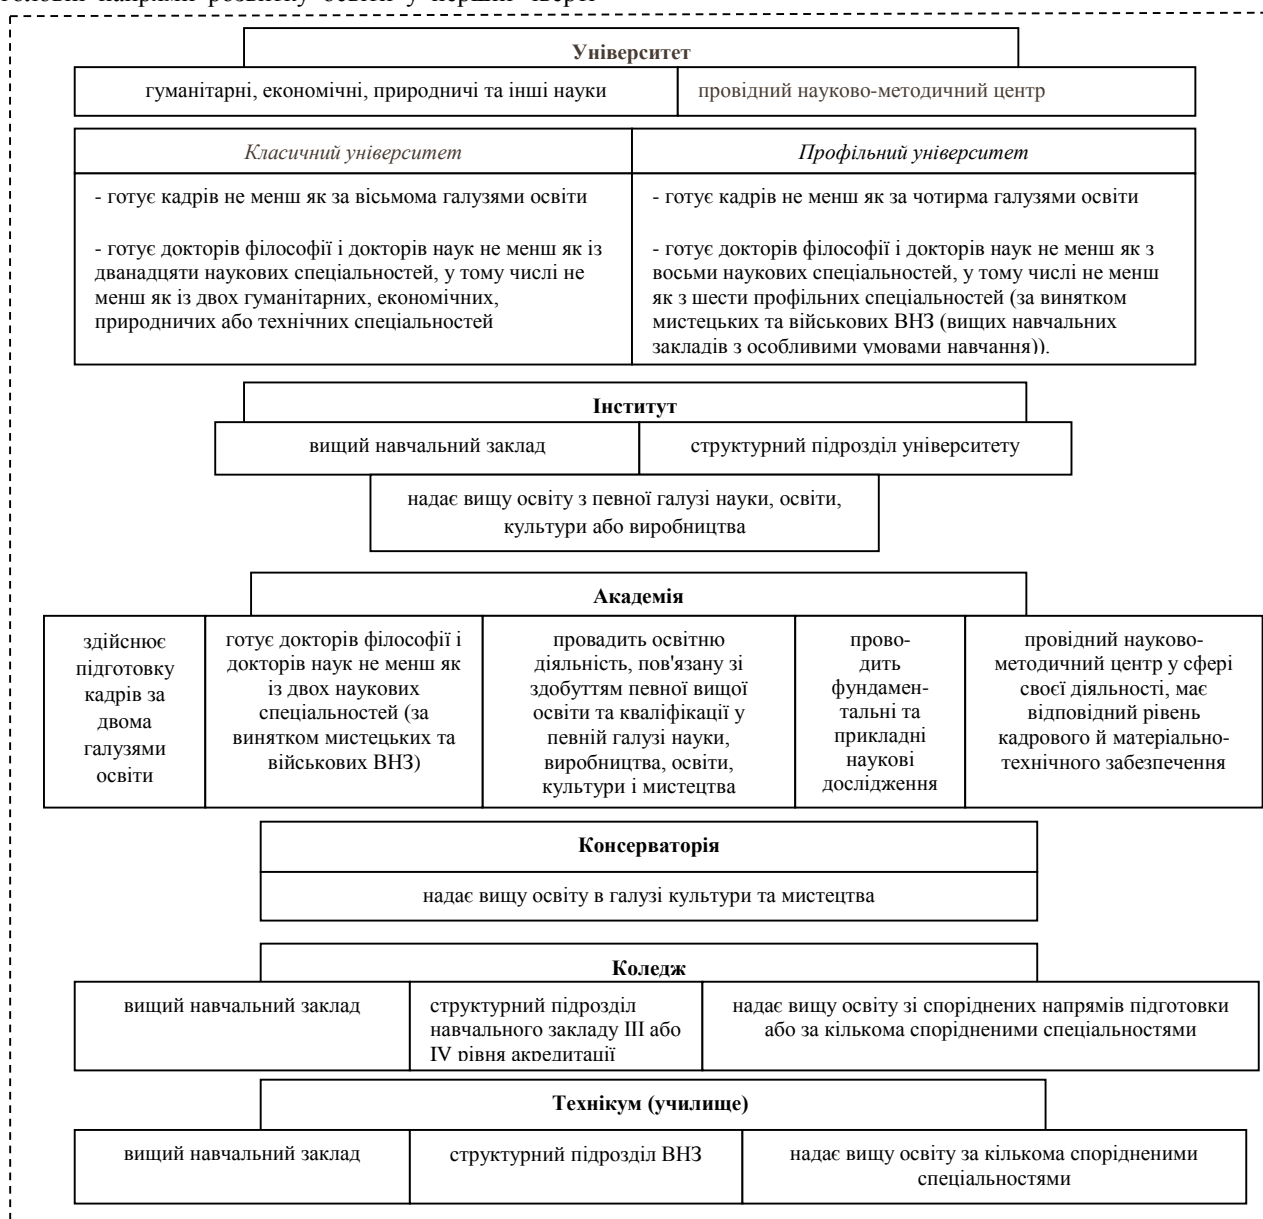 головні напрями розвитку освіти у першій чверті
Університет
гуманітарні, економічні, природничі та інші науки
провідний науково-методичний центр
Класичний університет
Профільний університет
- готує кадрів не менш як за вісьмома галузями освіти
- готує докторів філософії і докторів наук не менш як із
дванадцяти наукових спеціальностей, у тому числі не
менш як із двох гуманітарних, економічних,
природничих або технічних спеціальностей
- готує кадрів не менш як за чотирма галузями освіти
- готує докторів філософії і докторів наук не менш як з
восьми наукових спеціальностей, у тому числі не менш
як з шести профільних спеціальностей (за винятком
мистецьких та військових ВНЗ (вищих навчальних
закладів з особливими умовами навчання)).
Інститут
вищий навчальний заклад
структурний підрозділ університету
надає вищу освіту з певної галузі науки, освіти,
культури або виробництва
Академія
здійснює
підготовку
кадрів за
двома
галузями
освіти
готує докторів філософії і
докторів наук не менш як
із двох наукових
спеціальностей (за
винятком мистецьких та
військових ВНЗ)
провадить освітню
діяльність, пов'язану зі
здобуттям певної вищої
освіти та кваліфікації у
певній галузі науки,
виробництва, освіти,
культури і мистецтва
прово-
дить
фундамен-
тальні та
прикладні
наукові
дослідження
провідний науково-
методичний центр у сфері
своєї діяльності, має
відповідний рівень
кадрового й матеріально-
технічного забезпечення
Консерваторія
надає вищу освіту в галузі культури та мистецтва
Коледж
вищий навчальний заклад
структурний підрозділ
навчального закладу III або
IV рівня акредитації
надає вищу освіту зі споріднених напрямів підготовки
або за кількома спорідненими спеціальностями
Технікум (училище)
вищий навчальний заклад
структурний підрозділ ВНЗ
надає вищу освіту за кількома спорідненими
спеціальностями